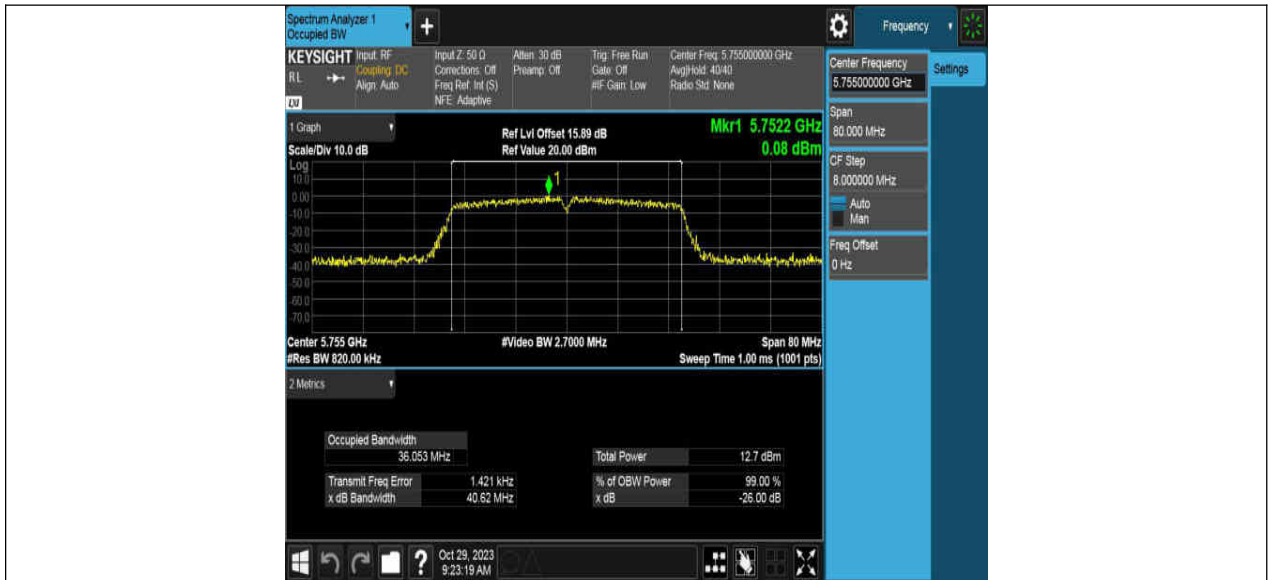 Spectrum Analyzer 1
Occupied BW
+
Frequency
KEYSIGHT
RL
LXI
Input: RF
Coupling: DC
Align: Auto
Input Z: 50 Ω
Corrections: Off
Freq Ref: Int (S)
NFE: Adaptive
Atten: 30 dB
Preamp: Off
Trig: Free Run
Gate: Off
#IF Gain: Low
Center Freq: 5.755000000 GHz
Avg|Hold: 40/40
Radio Std: None
Center Frequency
5.755000000 GHz
Settings
Span
80.000 MHz
CF Step
8.000000 MHz
Auto
Man
Freq Offset
0 Hz
1 Graph
Scale/Div 10.0 dB
Ref Lvl Offset 15.89 dB
Ref Value 20.00 dBm
Mkr1 5.7522 GHz
0.08 dBm
Log
10.0
0.00
-10.0
-20.0
-30.0
-40.0
-50.0
-60.0
-70.0
1
Center 5.755 GHz
#Video BW 2.7000 MHz
Span 80 MHz
#Res BW 820.00 kHz
Sweep Time 1.00 ms (1001 pts)
2 Metrics
Occupied Bandwidth
36.053 MHz
Total Power 12.7 dBm
Transmit Freq Error 1.421 kHz
% of OBW Power 99.00 %
x dB Bandwidth 40.62 MHz
x dB -26.00 dB
?
Oct 29, 2023
9:23:19 AM